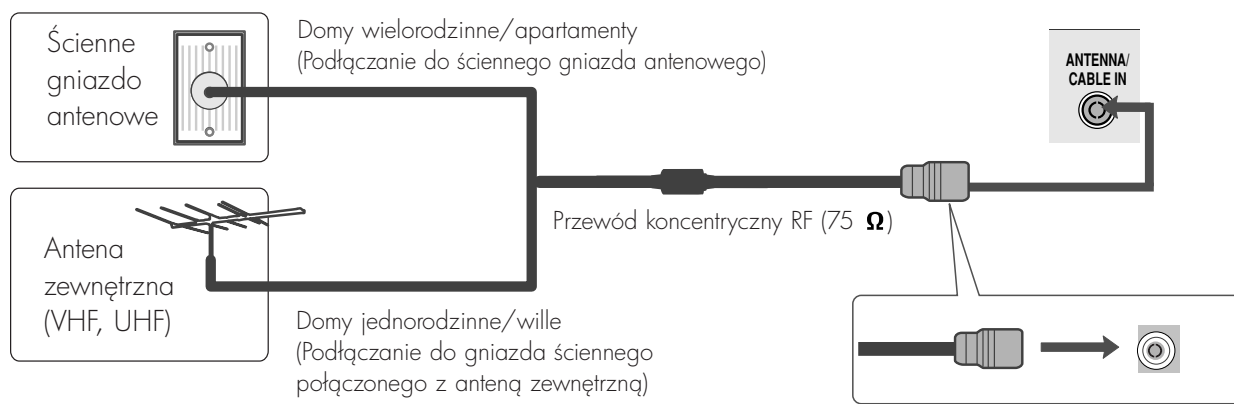 Ścienne
gniazdo
antenowe
Domy wielorodzinne/apartamenty
(Podłączanie do ściennego gniazda antenowego)
ANTENNA/
CABLE IN
Przewód koncentryczny RF (75 Ω)
Antena
zewnętrzna
(VHF, UHF)
Domy jednorodzinne/wille
(Podłączanie do gniazda ściennego
połączonego z anteną zewnętrzną)